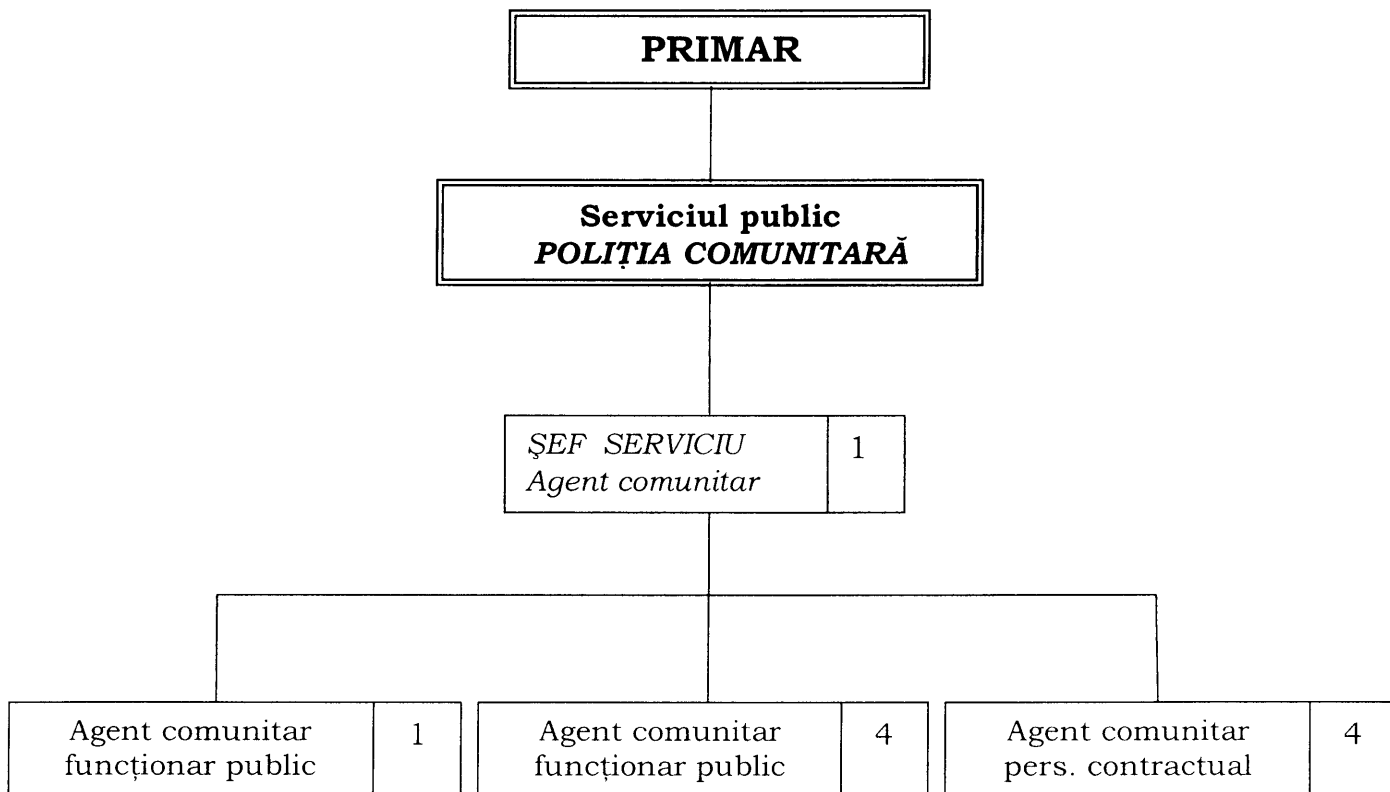 PRIMAR
Serviciul public
POLIȚIA COMUNITARĂ
ŞEF SERVICIU
Agent comunitar
1
Agent comunitar
funcționar public
1
Agent comunitar
funcționar public
4
Agent comunitar
pers. contractual
4